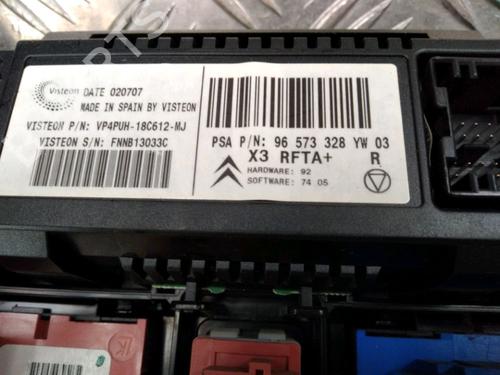 Visteon
DATE 020707
MADE IN SPAIN BY VISTEON
VISTEON P/N: VP4PUH-18C612-MJ
VISTEON S/N: FNNB13033C
PSA P/N: 96 573 328 YW 03
X3 RFTA+ R
HARDWARE: 92
SOFTWARE: 74 05